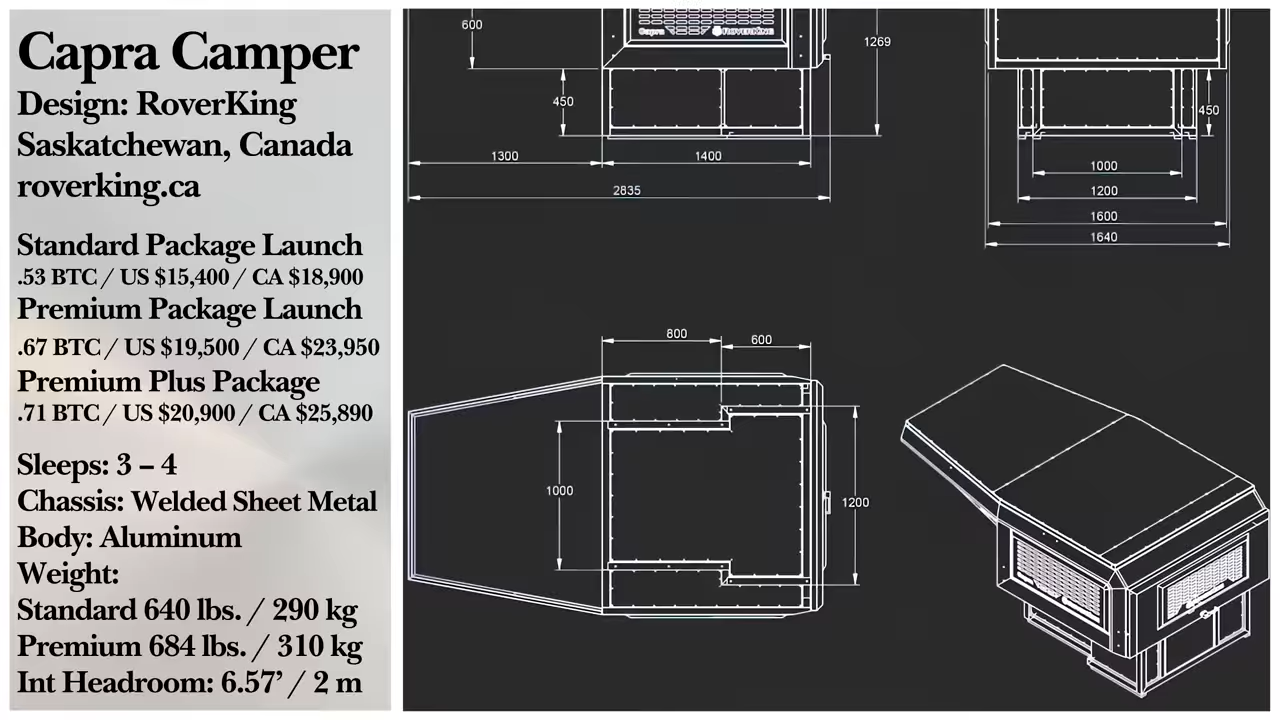 Capra Camper
Design: RoverKing
Saskatchewan, Canada
roverking.ca
Standard Package Launch
.53 BTC / US $15,400 / CA $18,900
Premium Package Launch
.67 BTC / US $19,500 / CA $23,950
Premium Plus Package
.71 BTC / US $20,900 / CA $25,890
Sleeps: 3 – 4
Chassis: Welded Sheet Metal
Body: Aluminum
Weight:
Standard 640 lbs. / 290 kg
Premium 684 lbs. / 310 kg
Int Headroom: 6.57’ / 2 m
600
Capra ROVERKING
1269
450
1300
1400
2835
450
1000
1200
1600
1640
800
600
1000
1200